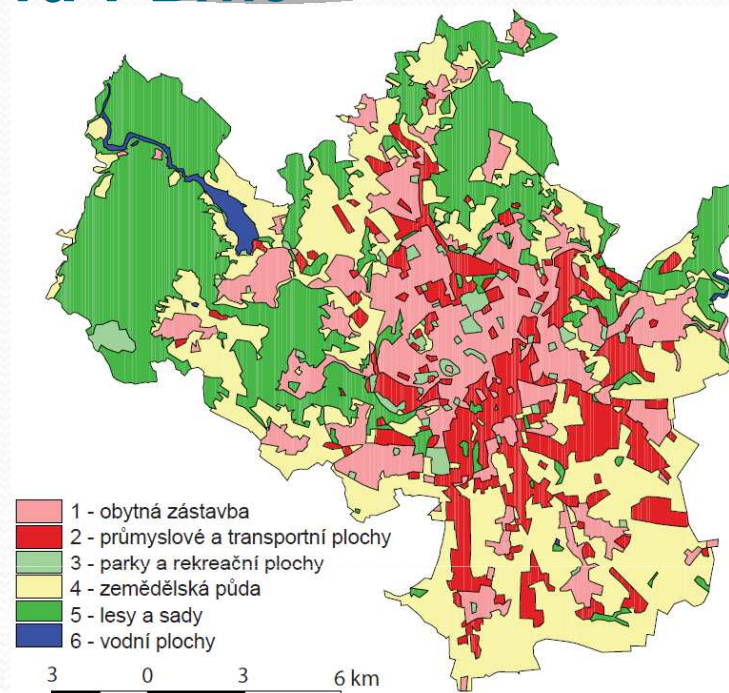 1 - obytná zástavba
2 - průmyslové a transportní plochy
3 - parky a rekreační plochy
4 - zemědělská půda
5 - lesy a sady
6 - vodní plochy
3 0 3 6 km